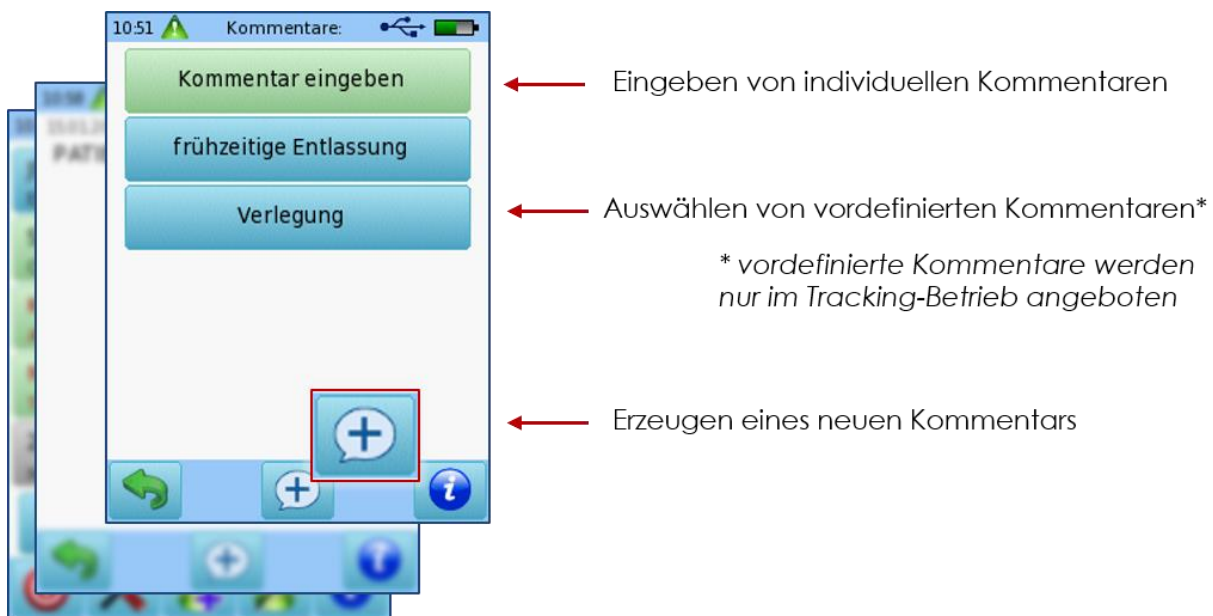 10:51 Kommentare:
Kommentar eingeben
frühzeitige Entlassung
Verlegung
Eingeben von individuellen Kommentaren
Auswählen von vordefinierten Kommentaren*
* vordefinierte Kommentare werden
nur im Tracking-Betrieb angeboten
Erzeugen eines neuen Kommentars